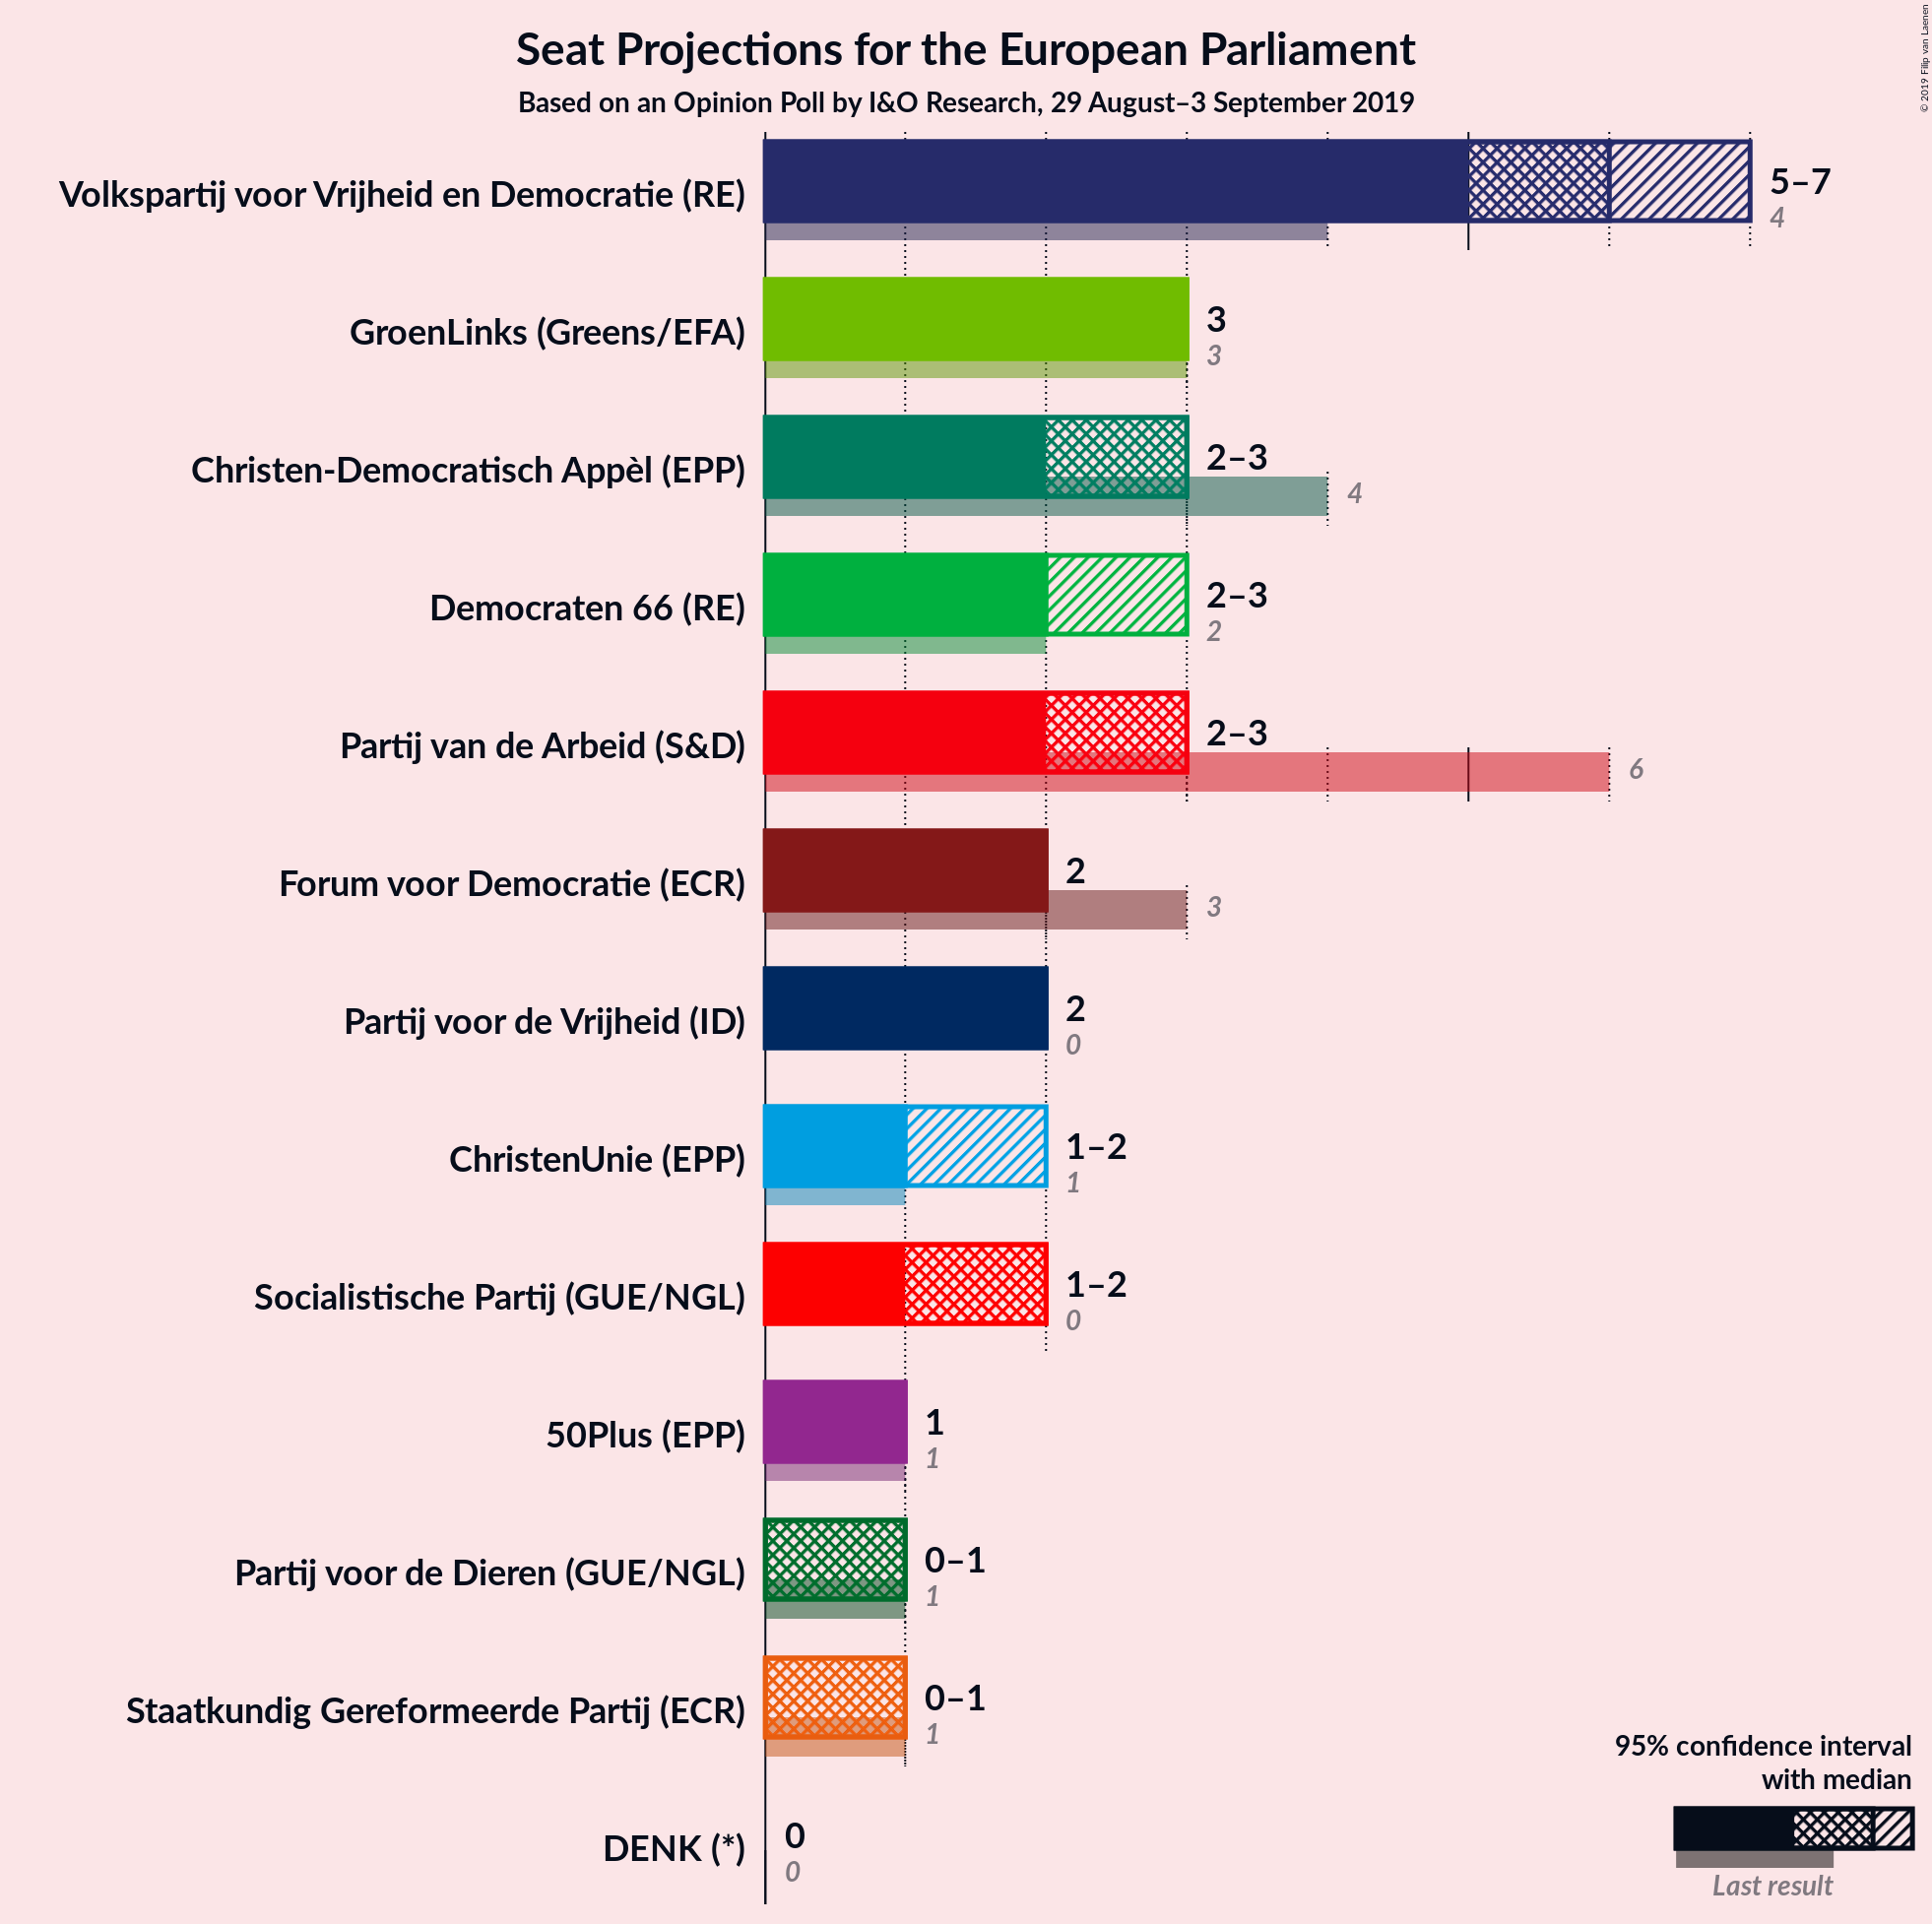 Seat Projections for the European Parliament
Based on an Opinion Poll by I&O Research, 29 August–3 September 2019
© 2019 Filip van Laenen
Volkspartij voor Vrijheid en Democratie (RE)
5–7
4
GroenLinks (Greens/EFA)
3
3
Christen-Democratisch Appèl (EPP)
2–3
4
Democraten 66 (RE)
2–3
2
Partij van de Arbeid (S&D)
2–3
6
Forum voor Democratie (ECR)
2
3
Partij voor de Vrijheid (ID)
2
0
ChristenUnie (EPP)
1–2
1
Socialistische Partij (GUE/NGL)
1–2
0
50Plus (EPP)
1
1
Partij voor de Dieren (GUE/NGL)
0–1
1
Staatkundig Gereformeerde Partij (ECR)
0–1
1
DENK (*)
0
0
95% confidence interval
with median
Last result